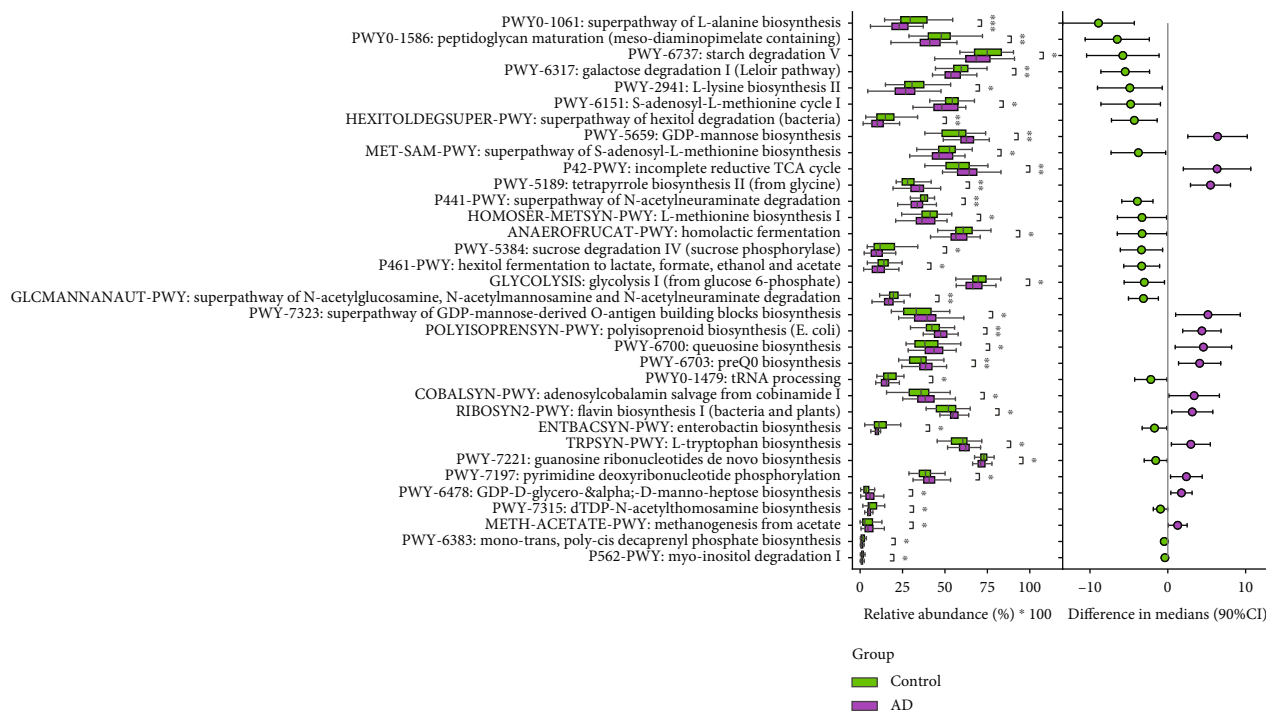 PWY0-1061: superpathway of L-alanine biosynthesis
PWY0-1586: peptidoglycan maturation (meso-diaminopimelate containing)
PWY-6737: starch degradation V
PWY-6317: galactose degradation I (Leloir pathway)
PWY-2941: L-lysine biosynthesis II
PWY-6151: S-adenosyl-L-methionine cycle I
HEXITOLDEGSUPER-PWY: superpathway of hexitol degradation (bacteria)
PWY-5659: GDP-mannose biosynthesis
MET-SAM-PWY: superpathway of S-adenosyl-L-methionine biosynthesis
P42-PWY: incomplete reductive TCA cycle
PWY-5189: tetrapyrrole biosynthesis II (from glycine)
P441-PWY: superpathway of N-acetylneuraminate degradation
HOMOSER-METSYN-PWY: L-methionine biosynthesis I
ANAEROFRUCAT-PWY: homolactic fermentation
PWY-5384: sucrose degradation IV (sucrose phosphorylase)
P461-PWY: hexitol fermentation to lactate, formate, ethanol and acetate
GLYCOLYSIS: glycolysis I (from glucose 6-phosphate)
GLCMANNANAUT-PWY: superpathway of N-acetylglucosamine, N-acetylmannosamine and N-acetylneuraminate degradation
PWY-7323: superpathway of GDP-mannose-derived O-antigen building blocks biosynthesis
POLYISOPRENSYN-PWY: polyisoprenoid biosynthesis (E. coli)
PWY-6700: queuosine biosynthesis
PWY-6703: preQ0 biosynthesis
PWY0-1479: tRNA processing
COBALSYN-PWY: adenosylcobalamin salvage from cobinamide I
RIBOSYN2-PWY: flavin biosynthesis I (bacteria and plants)
ENTBACSYN-PWY: enterobactin biosynthesis
TRPSYN-PWY: L-tryptophan biosynthesis
PWY-7221: guanosine ribonucleotides de novo biosynthesis
PWY-7197: pyrimidine deoxyribonucleotide phosphorylation
PWY-6478: GDP-D-glycero-&alpha;-D-manno-heptose biosynthesis
PWY-7315: dTDP-N-acetylthomosamine biosynthesis
METH-ACETATE-PWY: methanogenesis from acetate
PWY-6383: mono-trans, poly-cis decaprenyl phosphate biosynthesis
P562-PWY: myo-inositol degradation I
0 25 50 75 100
−10 0 10
Relative abundance (%) * 100
Difference in medians (90%CI)
Group
Control
AD